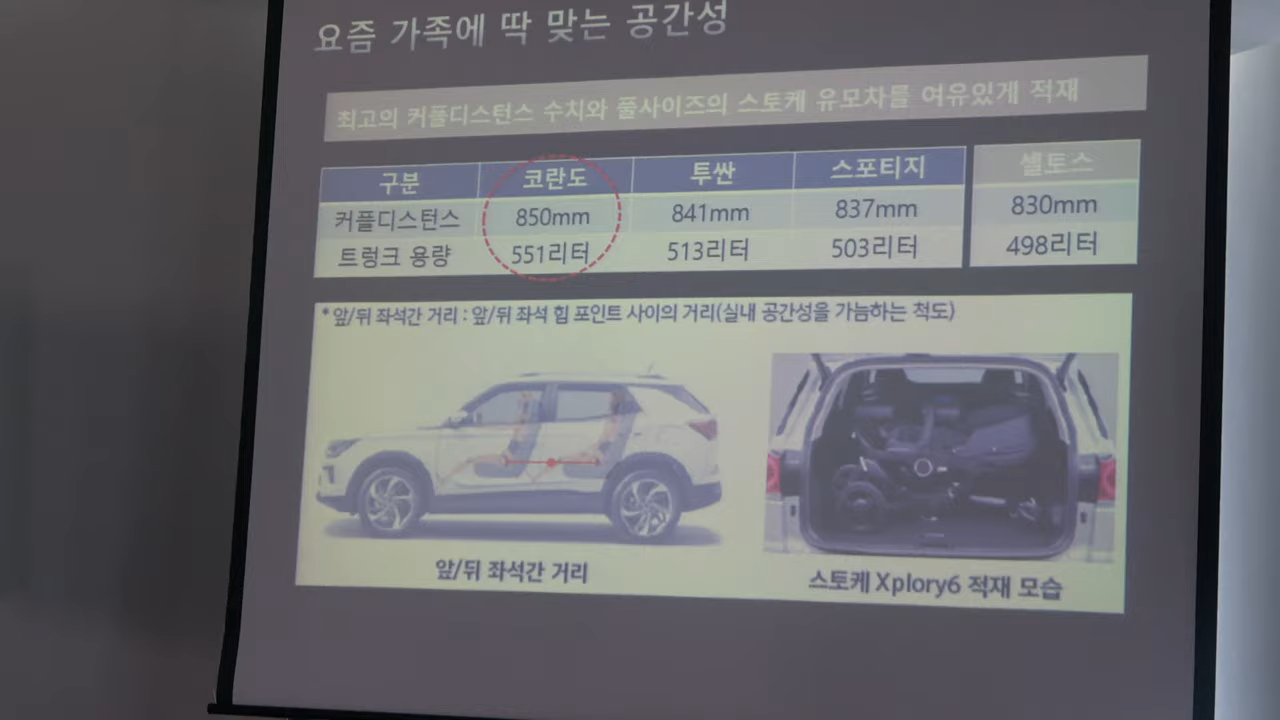 요즘 가족에 딱 맞는 공간성
최고의 커플디스턴스 수치와 풀사이즈의 스토케 유모차를 여유있게 적재
구분 코란도 투싼 스포티지 셀토스
커플디스턴스 850mm 841mm 837mm 830mm
트렁크 용량 551리터 513리터 503리터 498리터
* 앞/뒤 좌석간 거리 : 앞/뒤 좌석 힙 포인트 사이의 거리(실내 공간성을 가늠하는 척도)
앞/뒤 좌석간 거리
스토케 Xplory6 적재 모습